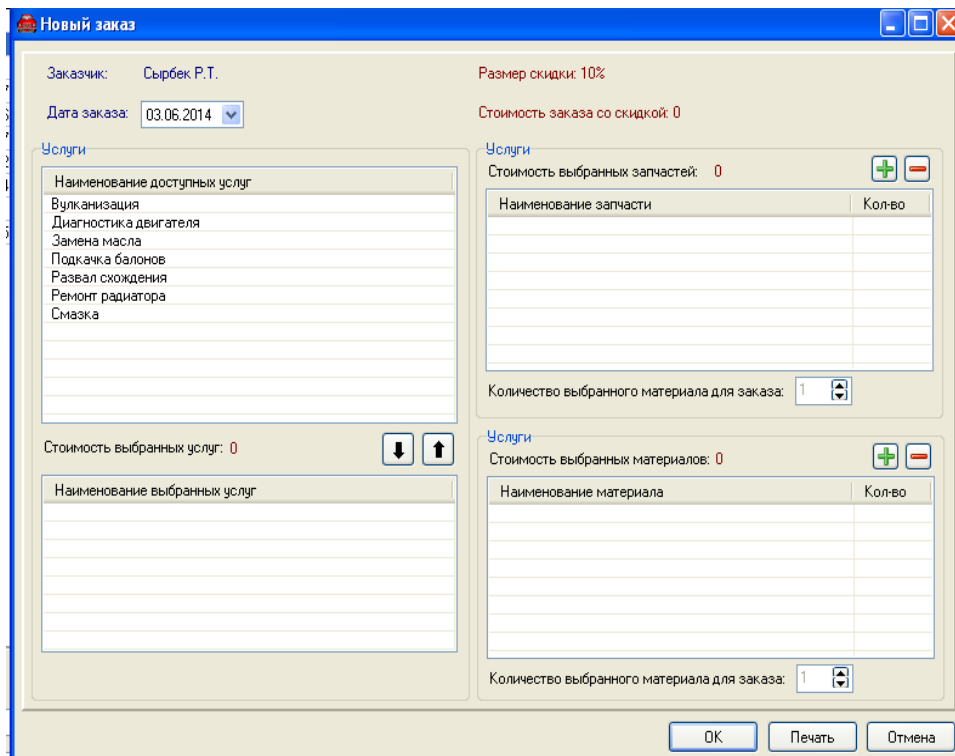 Новый заказ
Заказчик: Сырбек Р.Т.
Размер скидки: 10%
Дата заказа: 03.06.2014
Стоимость заказа со скидкой: 0
Услуги
Наименование доступных услуг
Вулканизация
Диагностика двигателя
Замена масла
Подкачка балонов
Развал схождения
Ремонт радиатора
Смазка
Стоимость выбранных услуг: 0
Наименование выбранных услуг
Услуги
Стоимость выбранных запчастей: 0
Наименование запчасти Кол-во
Количество выбранного материала для заказа: 1
Услуги
Стоимость выбранных материалов: 0
Наименование материала Кол-во
Количество выбранного материала для заказа: 1
OK Печать Отмена